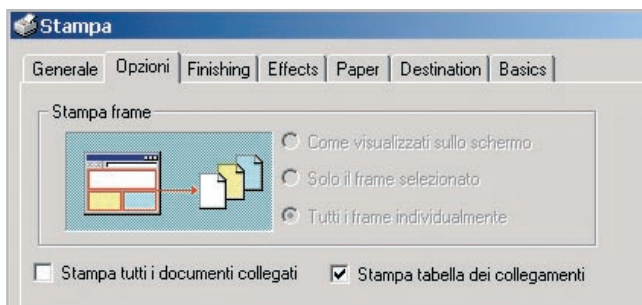 Stampa
Generale Opzioni Finishing Effects Paper Destination Basics
Stampa frame
Come visualizzati sullo schermo
Solo il frame selezionato
Tutti i frame individualmente
Stampa tutti i documenti collegati Stampa tabella dei collegamenti